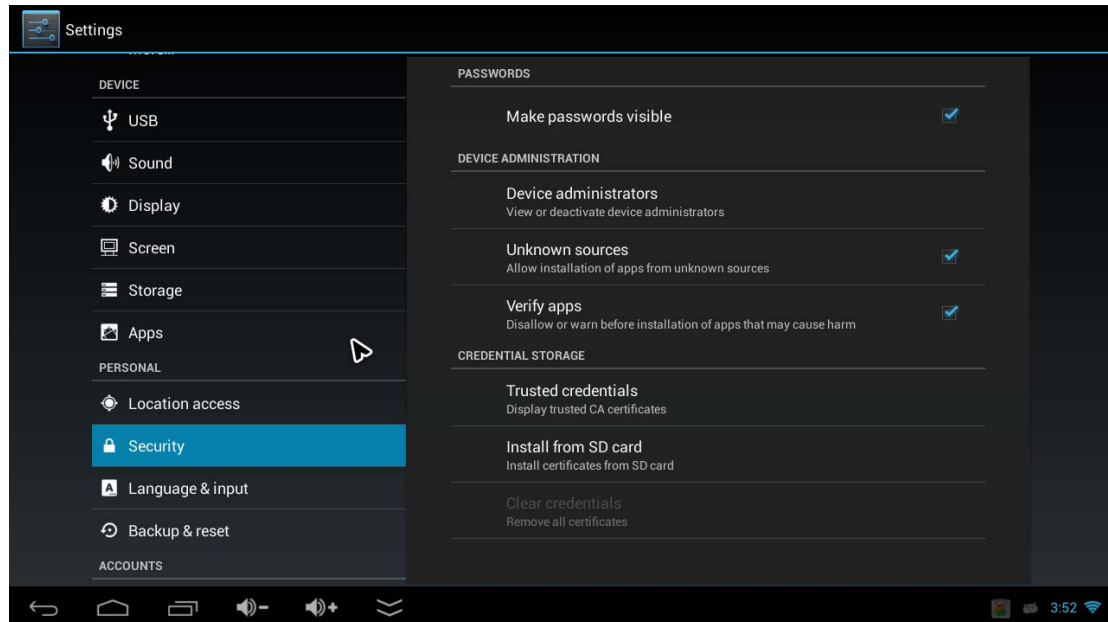 Settings
DEVICE
USB
Sound
Display
Screen
Storage
Apps
PERSONAL
Location access
Security
Language & input
Backup & reset
ACCOUNTS
PASSWORDS
Make passwords visible
DEVICE ADMINISTRATION
Device administrators
View or deactivate device administrators
Unknown sources
Allow installation of apps from unknown sources
Verify apps
Disallow or warn before installation of apps that may cause harm
CREDENTIAL STORAGE
Trusted credentials
Display trusted CA certificates
Install from SD card
Install certificates from SD card
Clear credentials
Remove all certificates
3:52